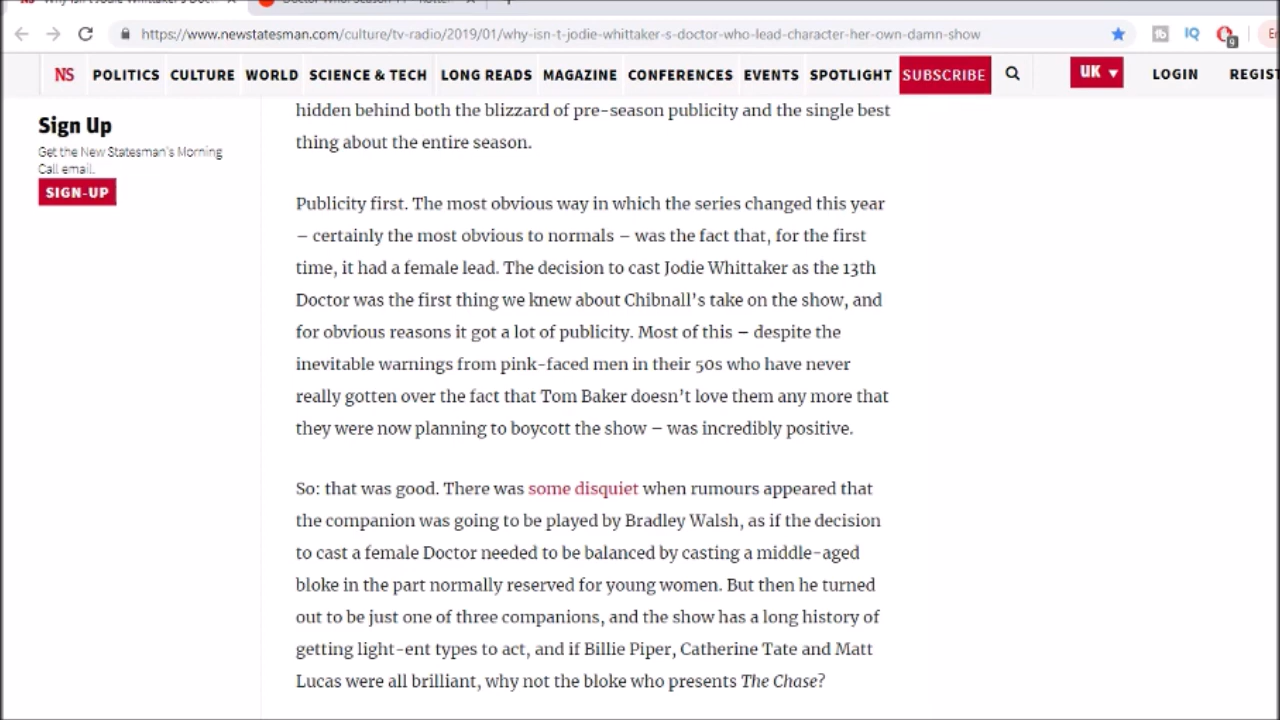 https://www.newstatesman.com/culture/tv-radio/2019/01/why-isn-t-jodie-whittaker-s-doctor-who-lead-character-her-own-damn-show
IQ
9
NS
POLITICS CULTURE WORLD SCIENCE & TECH LONG READS MAGAZINE CONFERENCES EVENTS SPOTLIGHT SUBSCRIBE UK LOGIN REGIST
Sign Up
Get the New Statesman's Morning
Call email.
SIGN-UP
hidden behind both the blizzard of pre-season publicity and the single best
thing about the entire season.
Publicity first. The most obvious way in which the series changed this year
– certainly the most obvious to normals – was the fact that, for the first
time, it had a female lead. The decision to cast Jodie Whittaker as the 13th
Doctor was the first thing we knew about Chibnall's take on the show, and
for obvious reasons it got a lot of publicity. Most of this – despite the
inevitable warnings from pink-faced men in their 50s who have never
really gotten over the fact that Tom Baker doesn't love them any more that
they were now planning to boycott the show – was incredibly positive.
So: that was good. There was some disquiet when rumours appeared that
the companion was going to be played by Bradley Walsh, as if the decision
to cast a female Doctor needed to be balanced by casting a middle-aged
bloke in the part normally reserved for young women. But then he turned
out to be just one of three companions, and the show has a long history of
getting light-ent types to act, and if Billie Piper, Catherine Tate and Matt
Lucas were all brilliant, why not the bloke who presents The Chase?